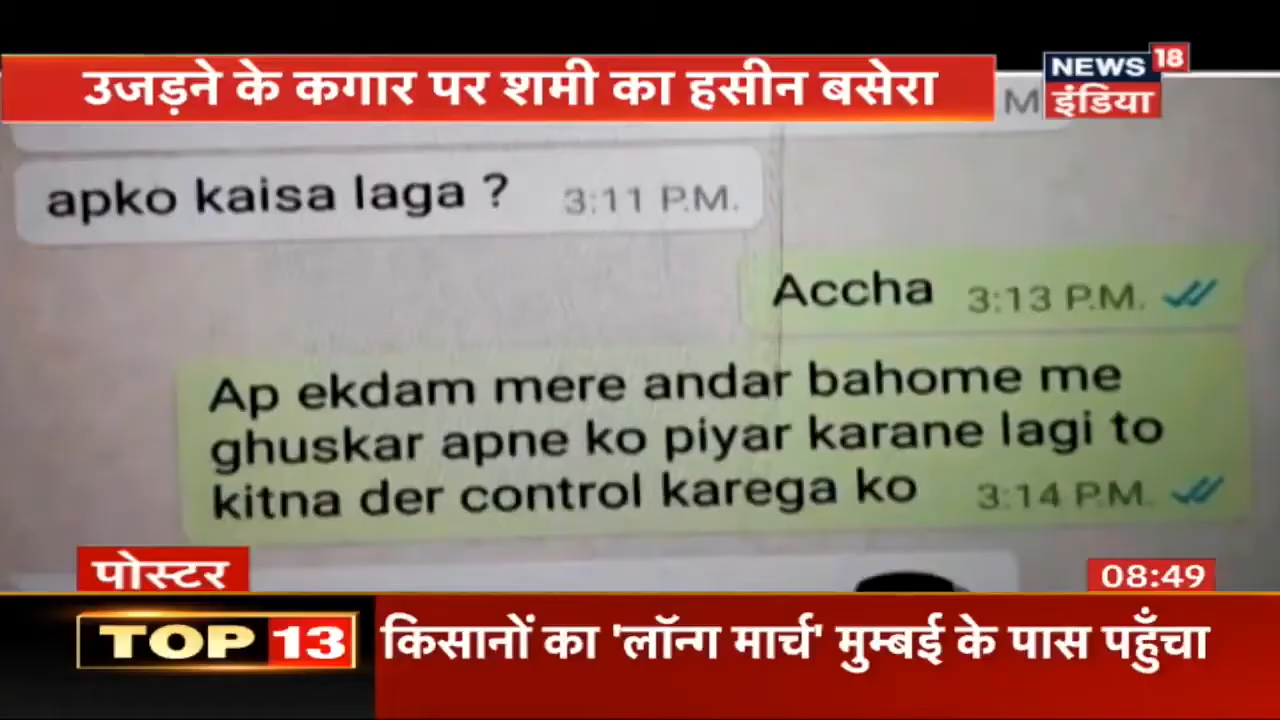 उजड़ने के कगार पर शमी का हसीन बसेरा
NEWS 18
इंडिया
M
apko kaisa laga ? 3:11 P.M.
Accha 3:13 P.M.
Ap ekdam mere andar bahome me
ghuskar apne ko piyar karane lagi to
kitna der control karega ko 3:14 P.M.
पोस्टर
08:49
TOP 13
किसानों का 'लॉन्ग मार्च' मुम्बई के पास पहुँचा